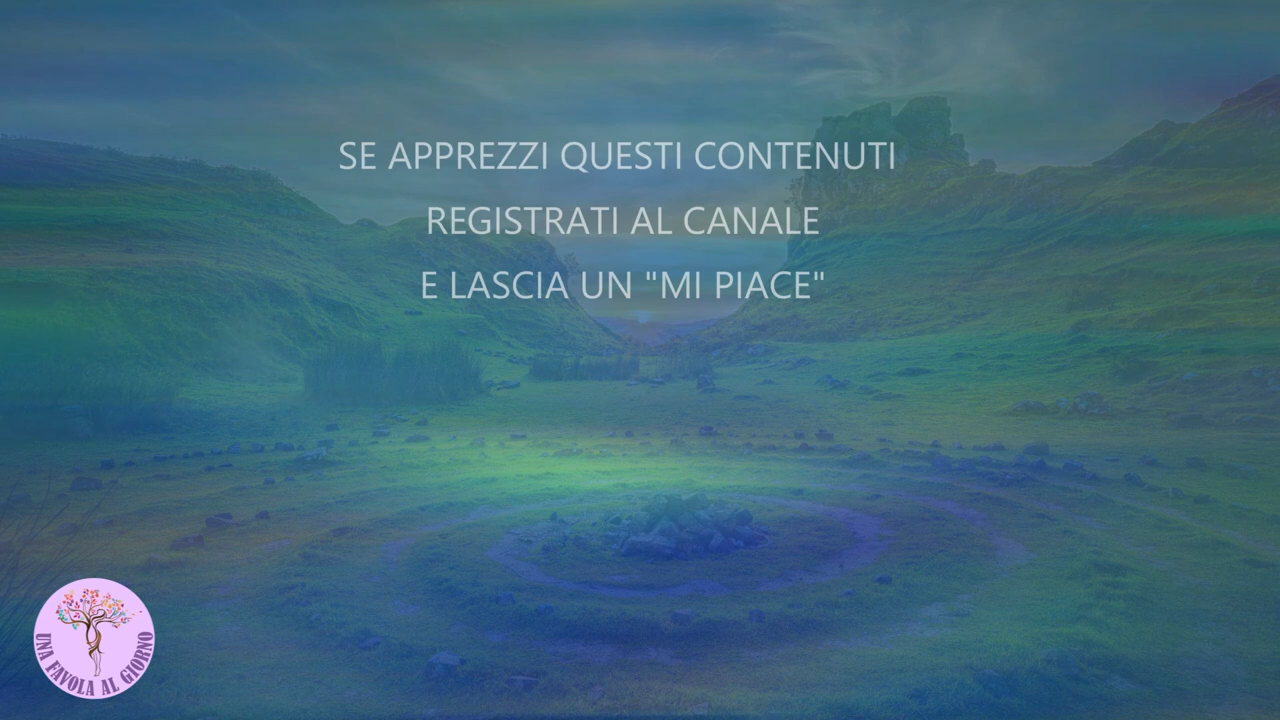 SE APPREZZI QUESTI CONTENUTI
REGISTRATI AL CANALE
E LASCIA UN "MI PIACE"
UNA FAVOLA AL GIORNO